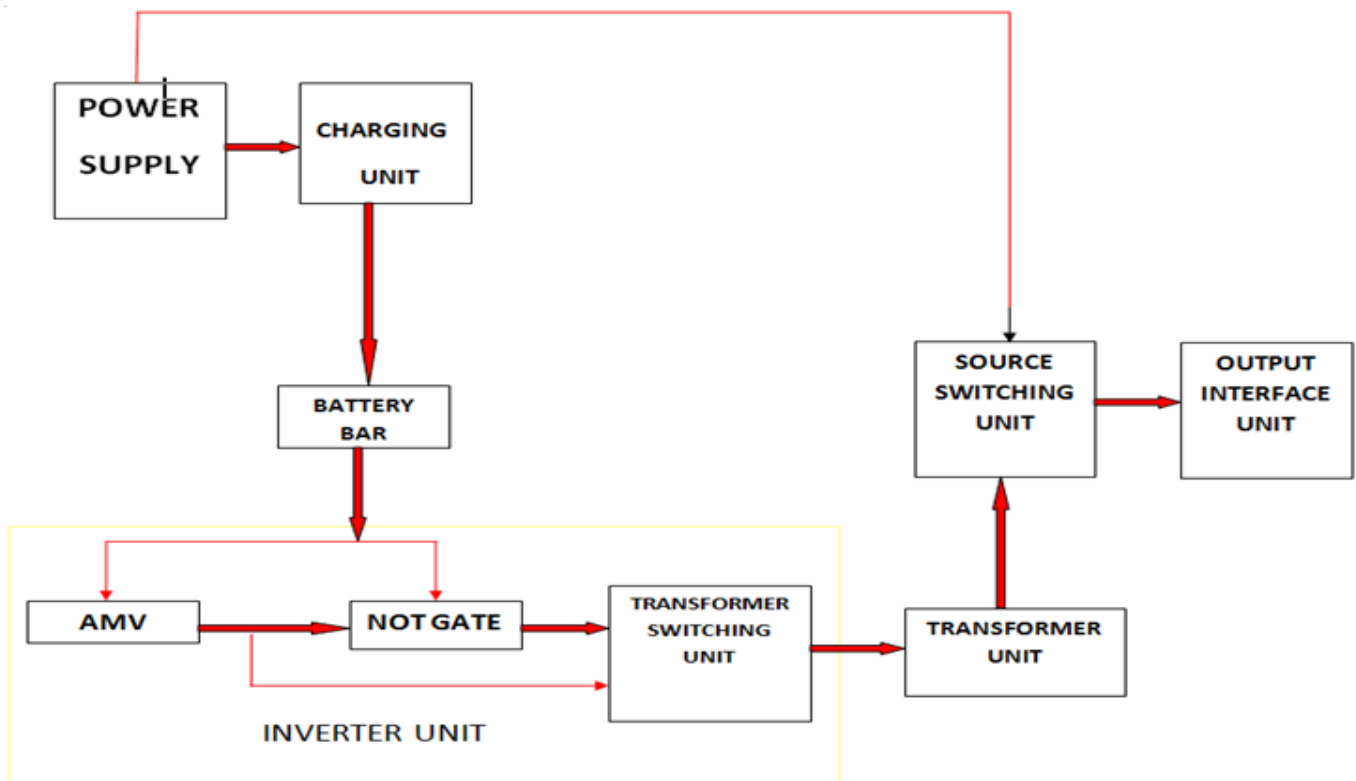 POWER
SUPPLY
CHARGING
UNIT
BATTERY
BAR
SOURCE
SWITCHING
UNIT
OUTPUT
INTERFACE
UNIT
AMV
NOT GATE
TRANSFORMER
SWITCHING
UNIT
TRANSFORMER
UNIT
INVERTER UNIT